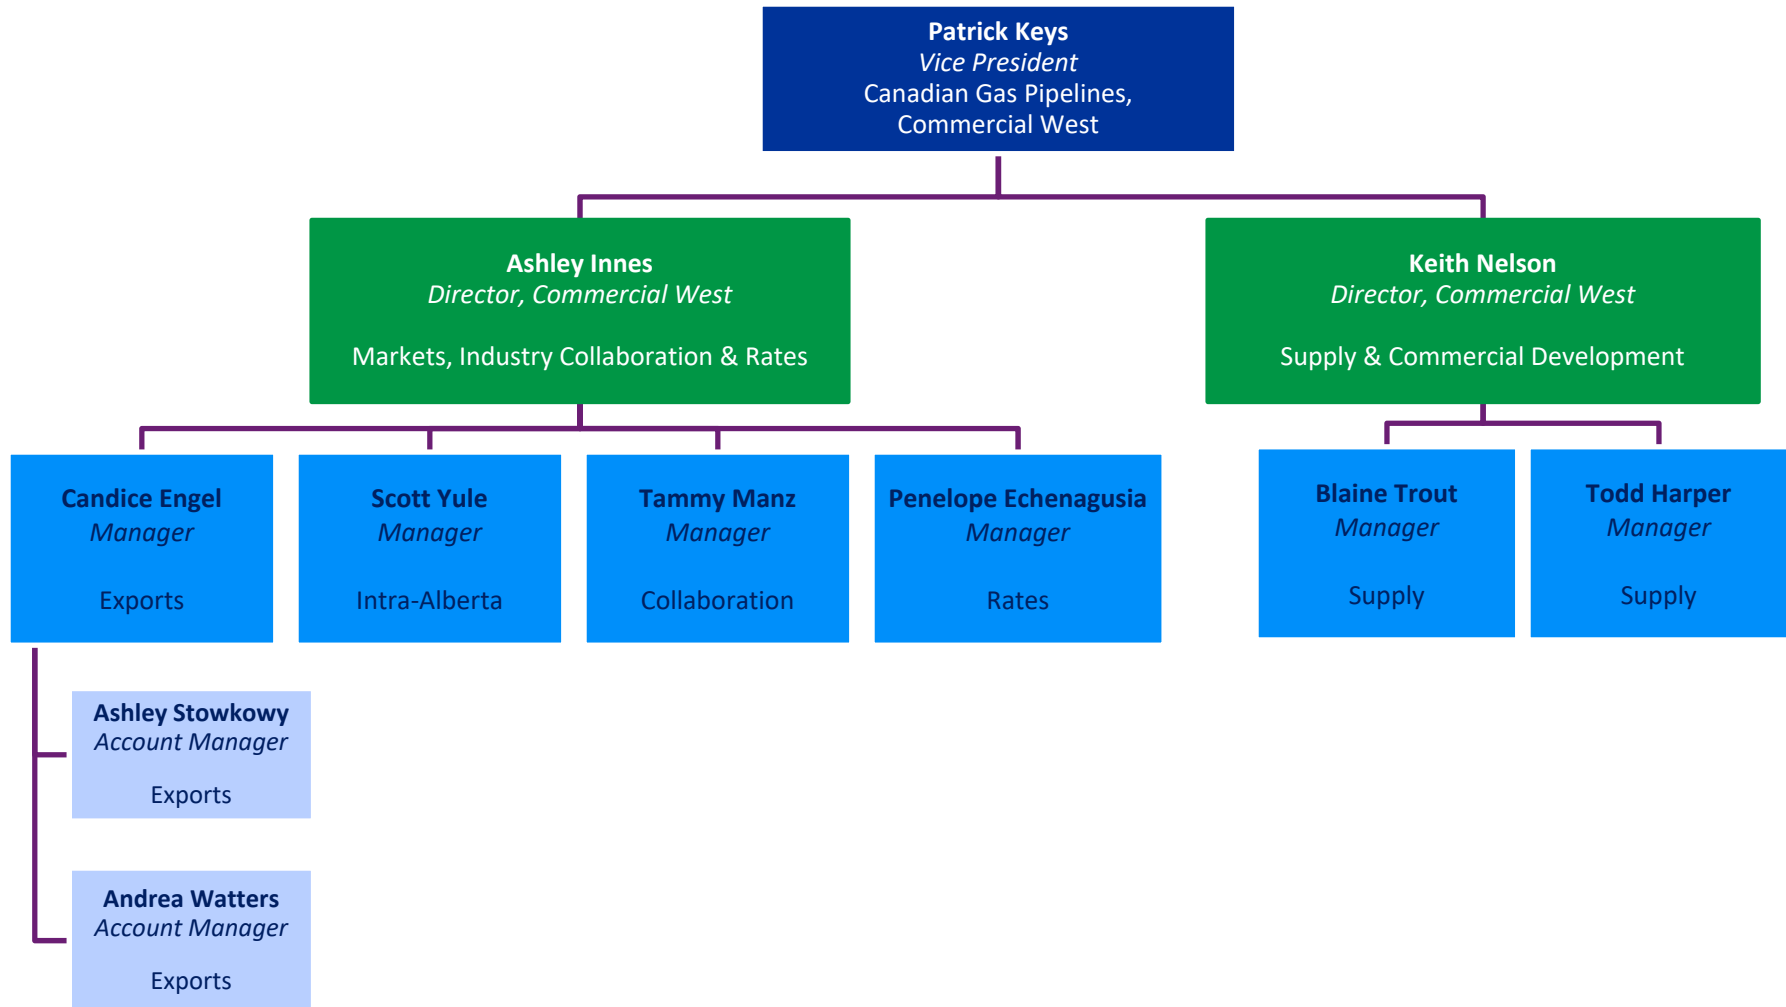 Patrick Keys
Vice President
Canadian Gas Pipelines,
Commercial West
Ashley Innes
Director, Commercial West
Markets, Industry Collaboration & Rates
Keith Nelson
Director, Commercial West
Supply & Commercial Development
Candice Engel
Manager
Exports
Scott Yule
Manager
Intra-Alberta
Tammy Manz
Manager
Collaboration
Penelope Echenagusia
Manager
Rates
Blaine Trout
Manager
Supply
Todd Harper
Manager
Supply
Ashley Stowkowy
Account Manager
Exports
Andrea Watters
Account Manager
Exports